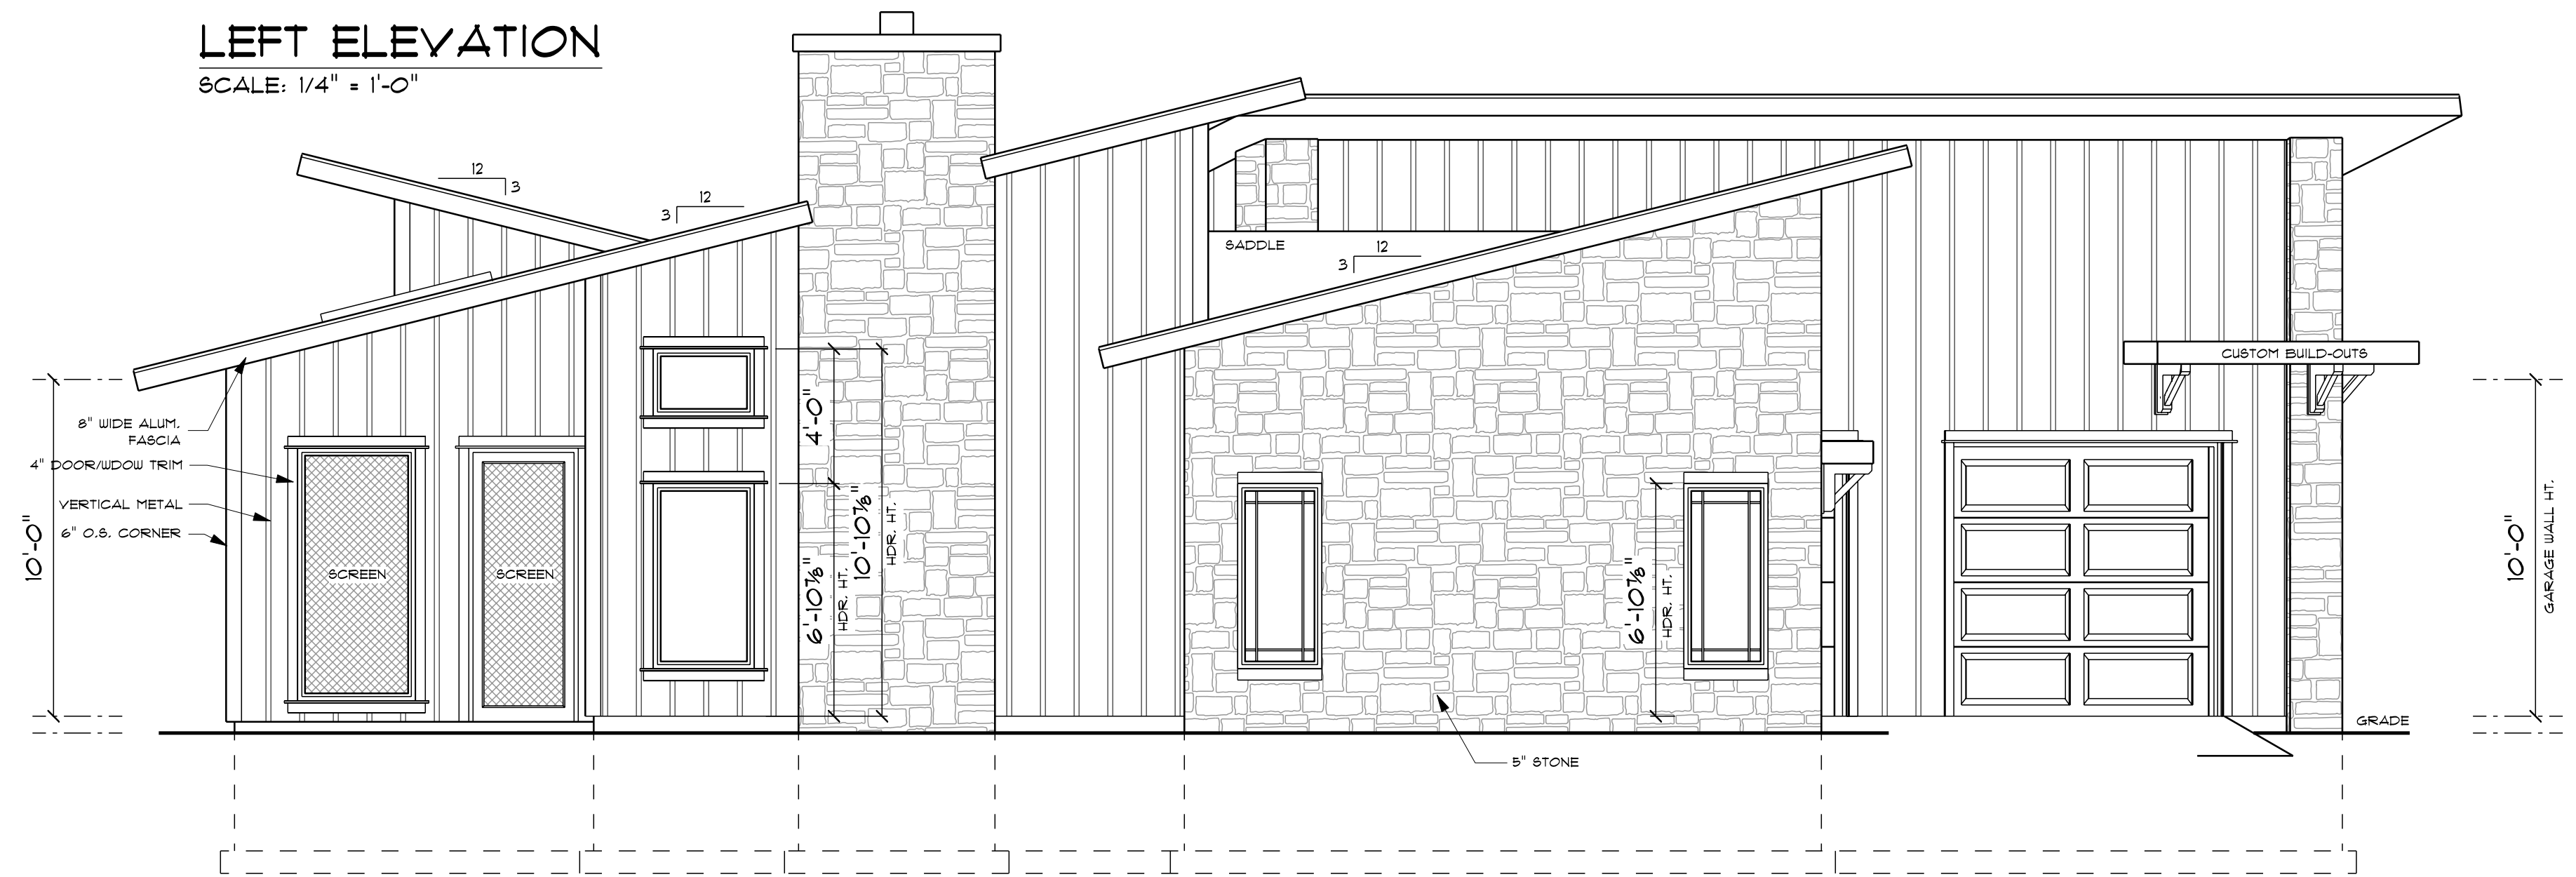 LEFT ELEVATION
SCALE: 1/4" = 1'-0"
12
3
12
3
SADDLE
12
3
CUSTOM BUILD-OUTS
8" WIDE ALUM.
FASCIA
4" DOOR/WDOW TRIM
VERTICAL METAL
6" O.S. CORNER
10'-0"
SCREEN
SCREEN
4'-0"
6'-10⅞"
HDR. HT.
10'-10⅞"
HDR. HT.
6'-10⅞"
HDR. HT.
10'-0"
GARAGE WALL HT.
GRADE
5" STONE